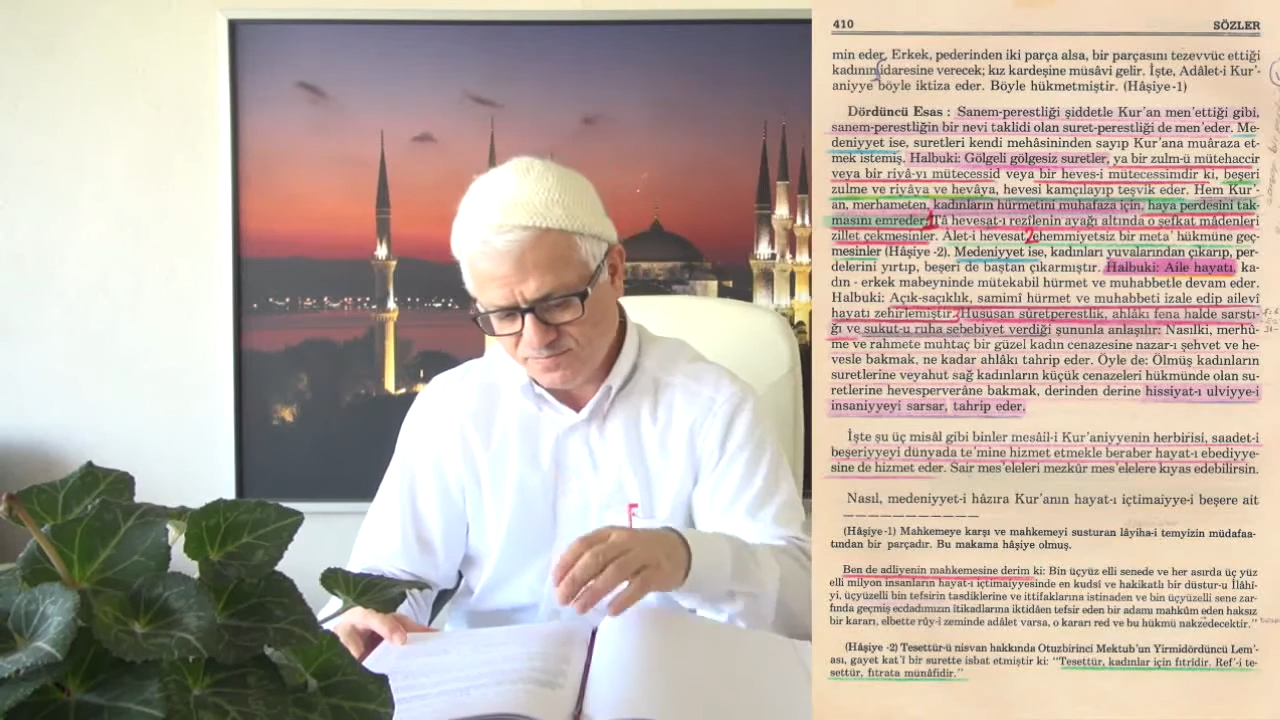 410
SÖZLER
min eder. Erkek, pederinden iki parça alsa, bir parçasını tezevvüc ettiği
kadının idaresine verecek; kız kardeşine müsâvi gelir. İşte, Adâlet-i Kur'-
aniyye böyle iktiza eder. Böyle hükmetmiştir. (Hâşiye-1)
Dördüncü Esas : Sanem-perestliği şiddetle Kur'an men'ettiği gibi,
sanem-perestliğin bir nevi taklidi olan suret-perestliği de men'eder. Me-
deniyyet ise, suretleri kendi mehâsininden sayıp Kur'ana muâraza et-
mek istemiş. Halbuki: Gölgeli gölgesiz suretler, ya bir zulm-ü mütehaccir
veya bir riyâ-yı mütecessid veya bir heves-i mütecessimdir ki, beşeri
zulme ve riyâya ve hevâya, hevesi kamçılayıp teşvik eder. Hem Kur'-
an, merhameten, kadınların hürmetini muhafaza için, haya perdesini tak-
masını emreder. Tâ hevesat-ı rezîlenin ayağı altında o şefkat mâdenleri
zillet çekmesinler. Âlet-i hevesat, ehemmiyetsiz bir meta' hükmüne geç-
mesinler (Hâşiye -2). Medeniyyet ise, kadınları yuvalarından çıkarıp, per-
delerini yırtıp, beşeri de baştan çıkarmıştır. Halbuki: Aile hayatı, ka-
dın - erkek mabeyninde mütekabil hürmet ve muhabbetle devam eder.
Halbuki: Açık-saçıklık, samimî hürmet ve muhabbeti izale edip ailevî
hayatı zehirlemiştir. Hususan sûretperestlik, ahlâkı fena halde sarstı-
ğı ve sukut-u ruha sebebiyet verdiği şununla anlaşılır: Nasılki, merhû-
me ve rahmete muhtaç bir güzel kadın cenazesine nazar-ı şehvet ve he-
vesle bakmak, ne kadar ahlâkı tahrip eder. Öyle de: Ölmüş kadınların
suretlerine veyahut sağ kadınların küçük cenazeleri hükmünde olan su-
retlerine hevesperverâne bakmak, derinden derine hissiyat-ı ulviyye-i
insaniyyeyi sarsar, tahrip eder.
İşte şu üç misâl gibi binler mesâil-i Kur'aniyyenin herbirisi, saadet-i
beşeriyyeyi dünyada te'mine hizmet etmekle beraber hayat-ı ebediyye-
sine de hizmet eder. Sair mes'eleleri mezkûr mes'elelere kıyas edebilirsin.
Nasıl, medeniyyet-i hâzıra Kur'anın hayat-ı içtimaiyye-i beşere ait
(Hâşiye-1) Mahkemeye karşı ve mahkemeyi susturan lâyiha-i temyizin müdafaa-
tından bir parçadır. Bu makama hâşiye olmuş.
Ben de adliyenin mahkemesine derim ki: Bin üçyüz elli senede ve her asırda üç yüz
elli milyon insanların hayat-ı içtimaiyyesinde en kudsî ve hakikatlı bir düstur-u İlâhî-
yi, üçyüzelli bin tefsirin tasdiklerine ve ittifaklarına istinaden ve bin üçyüzelli sene zar-
fında geçmiş ecdadımızın îtikadlarına iktidâen tefsir eden bir adamı mahkûm eden haksız
bir kararı, elbette rûy-i zeminde adâlet varsa, o kararı red ve bu hükmü nakzedecektir."
(Hâşiye -2) Tesettür-ü nisvan hakkında Otuzbirinci Mektub'un Yirmidördüncü Lem'-
ası, gayet kat'î bir surette isbat etmiştir ki: "Tesettür, kadınlar için fıtrîdir. Ref'-i te-
settür, fıtrata münâfidir."